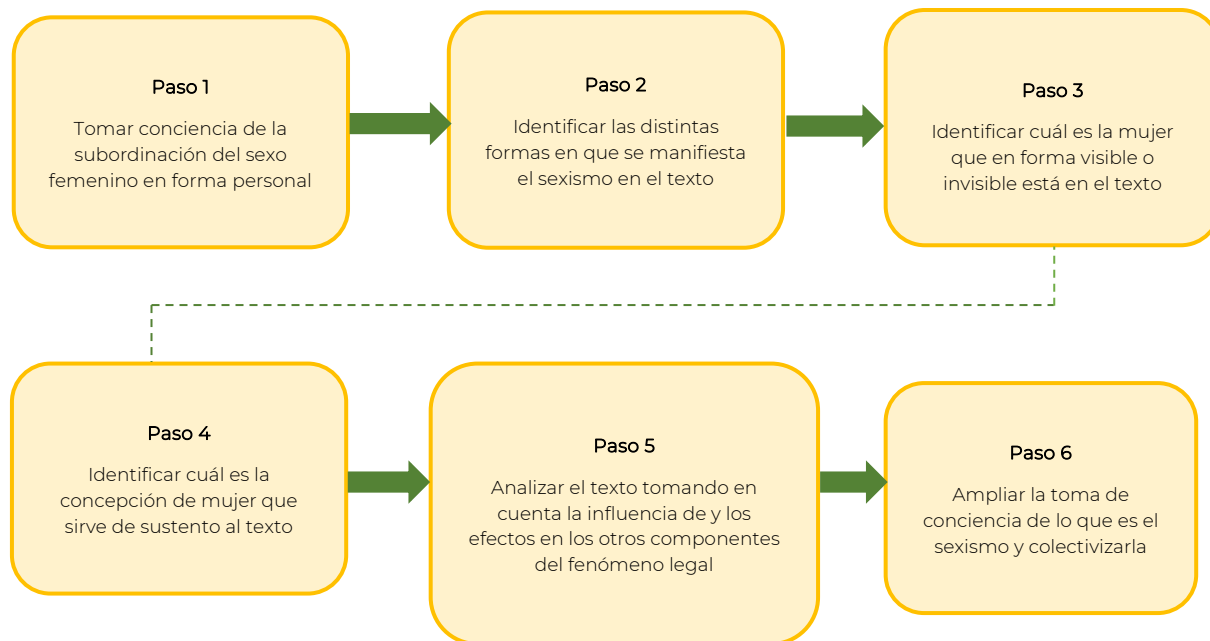 Paso 1
Tomar conciencia de la
subordinación del sexo
femenino en forma personal
Paso 2
Identificar las distintas
formas en que se manifiesta
el sexismo en el texto
Paso 3
Identificar cuál es la mujer
que en forma visible o
invisible está en el texto
Paso 4
Identificar cuál es la
concepción de mujer que
sirve de sustento al texto
Paso 5
Analizar el texto tomando en
cuenta la influencia de y los
efectos en los otros componentes
del fenómeno legal
Paso 6
Ampliar la toma de
conciencia de lo que es el
sexismo y colectivizarla